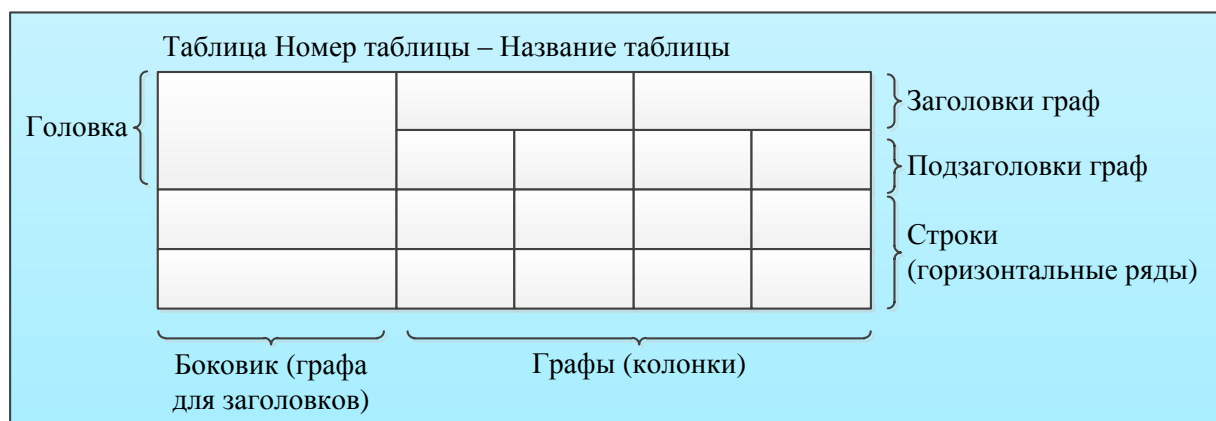 Таблица Номер таблицы – Название таблицы
Головка
Заголовки граф
Подзаголовки граф
Строки
(горизонтальные ряды)
Боковик (графа
для заголовков)
Графы (колонки)